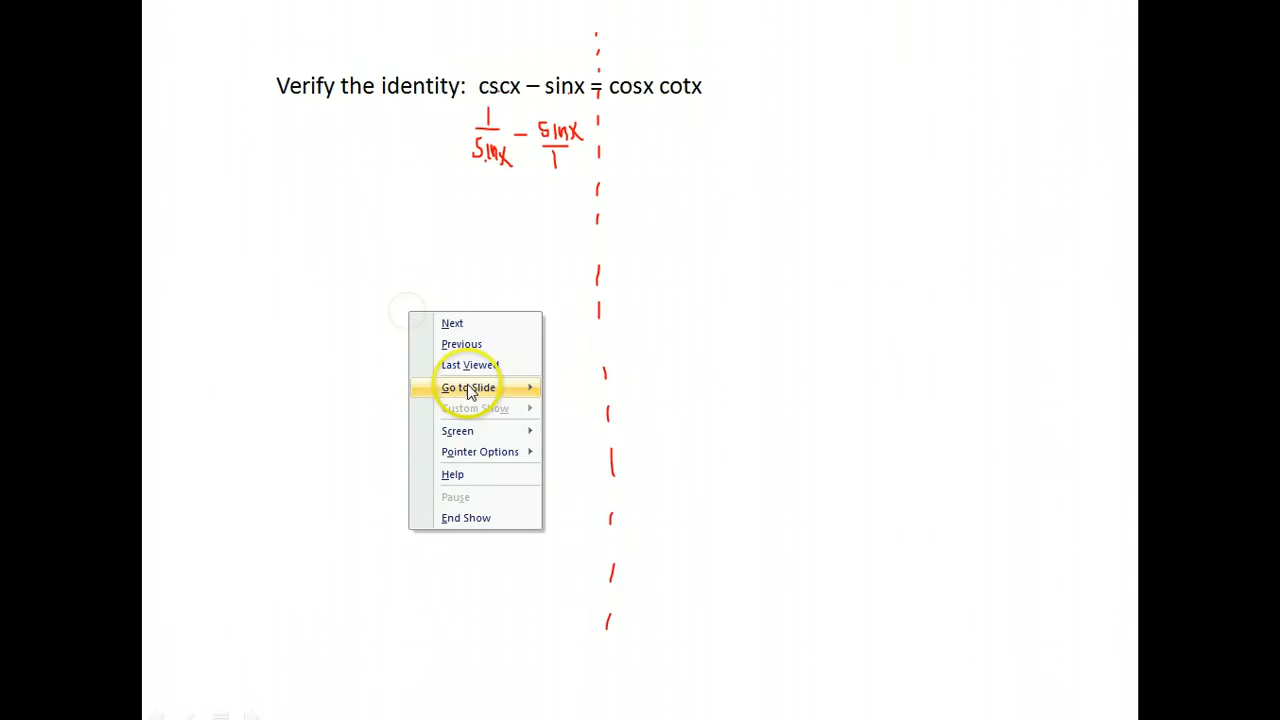 Verify the identity: cscx – sinx = cosx cotx
1 – sinx
sinx 1
Next
Previous
Last Viewed
Go to Slide
Custom Show
Screen
Pointer Options
Help
Pause
End Show